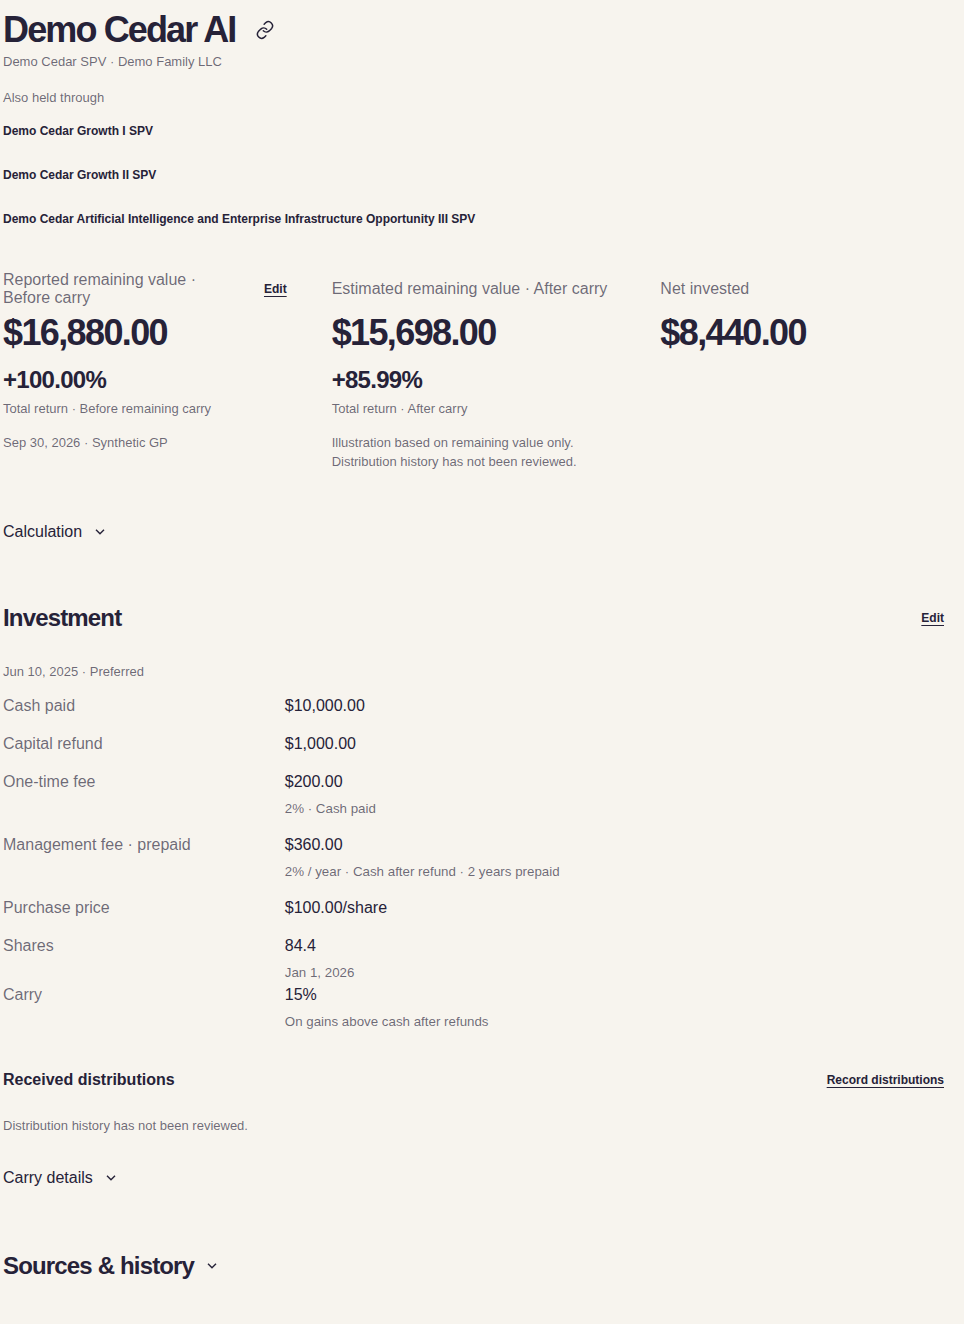 Demo Cedar AI
Demo Cedar SPV · Demo Family LLC
Also held through
Demo Cedar Growth I SPV
Demo Cedar Growth II SPV
Demo Cedar Artificial Intelligence and Enterprise Infrastructure Opportunity III SPV
Reported remaining value ·
Before carry
Edit
$16,880.00
+100.00%
Total return · Before remaining carry
Sep 30, 2026 · Synthetic GP
Estimated remaining value · After carry
$15,698.00
+85.99%
Total return · After carry
Illustration based on remaining value only.
Distribution history has not been reviewed.
Net invested
$8,440.00
Calculation
Investment
Edit
Jun 10, 2025 · Preferred
Cash paid
$10,000.00
Capital refund
$1,000.00
One-time fee
$200.00
2% · Cash paid
Management fee · prepaid
$360.00
2% / year · Cash after refund · 2 years prepaid
Purchase price
$100.00/share
Shares
84.4
Jan 1, 2026
Carry
15%
On gains above cash after refunds
Received distributions
Record distributions
Distribution history has not been reviewed.
Carry details
Sources & history